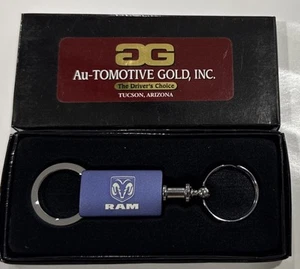 AG
Au-TOMOTIVE GOLD, INC.
The Driver's Choice
TUCSON, ARIZONA
RAM